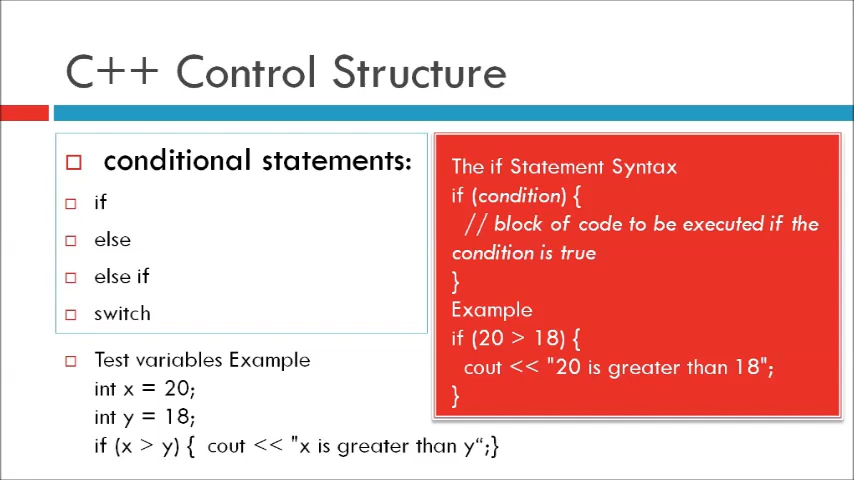 C++ Control Structure
conditional statements:
if
else
else if
switch
Test variables Example
int x = 20;
int y = 18;
if (x > y) { cout << "x is greater than y“;}
The if Statement Syntax
if (condition) {
// block of code to be executed if the
condition is true
}
Example
if (20 > 18) {
cout << "20 is greater than 18";
}